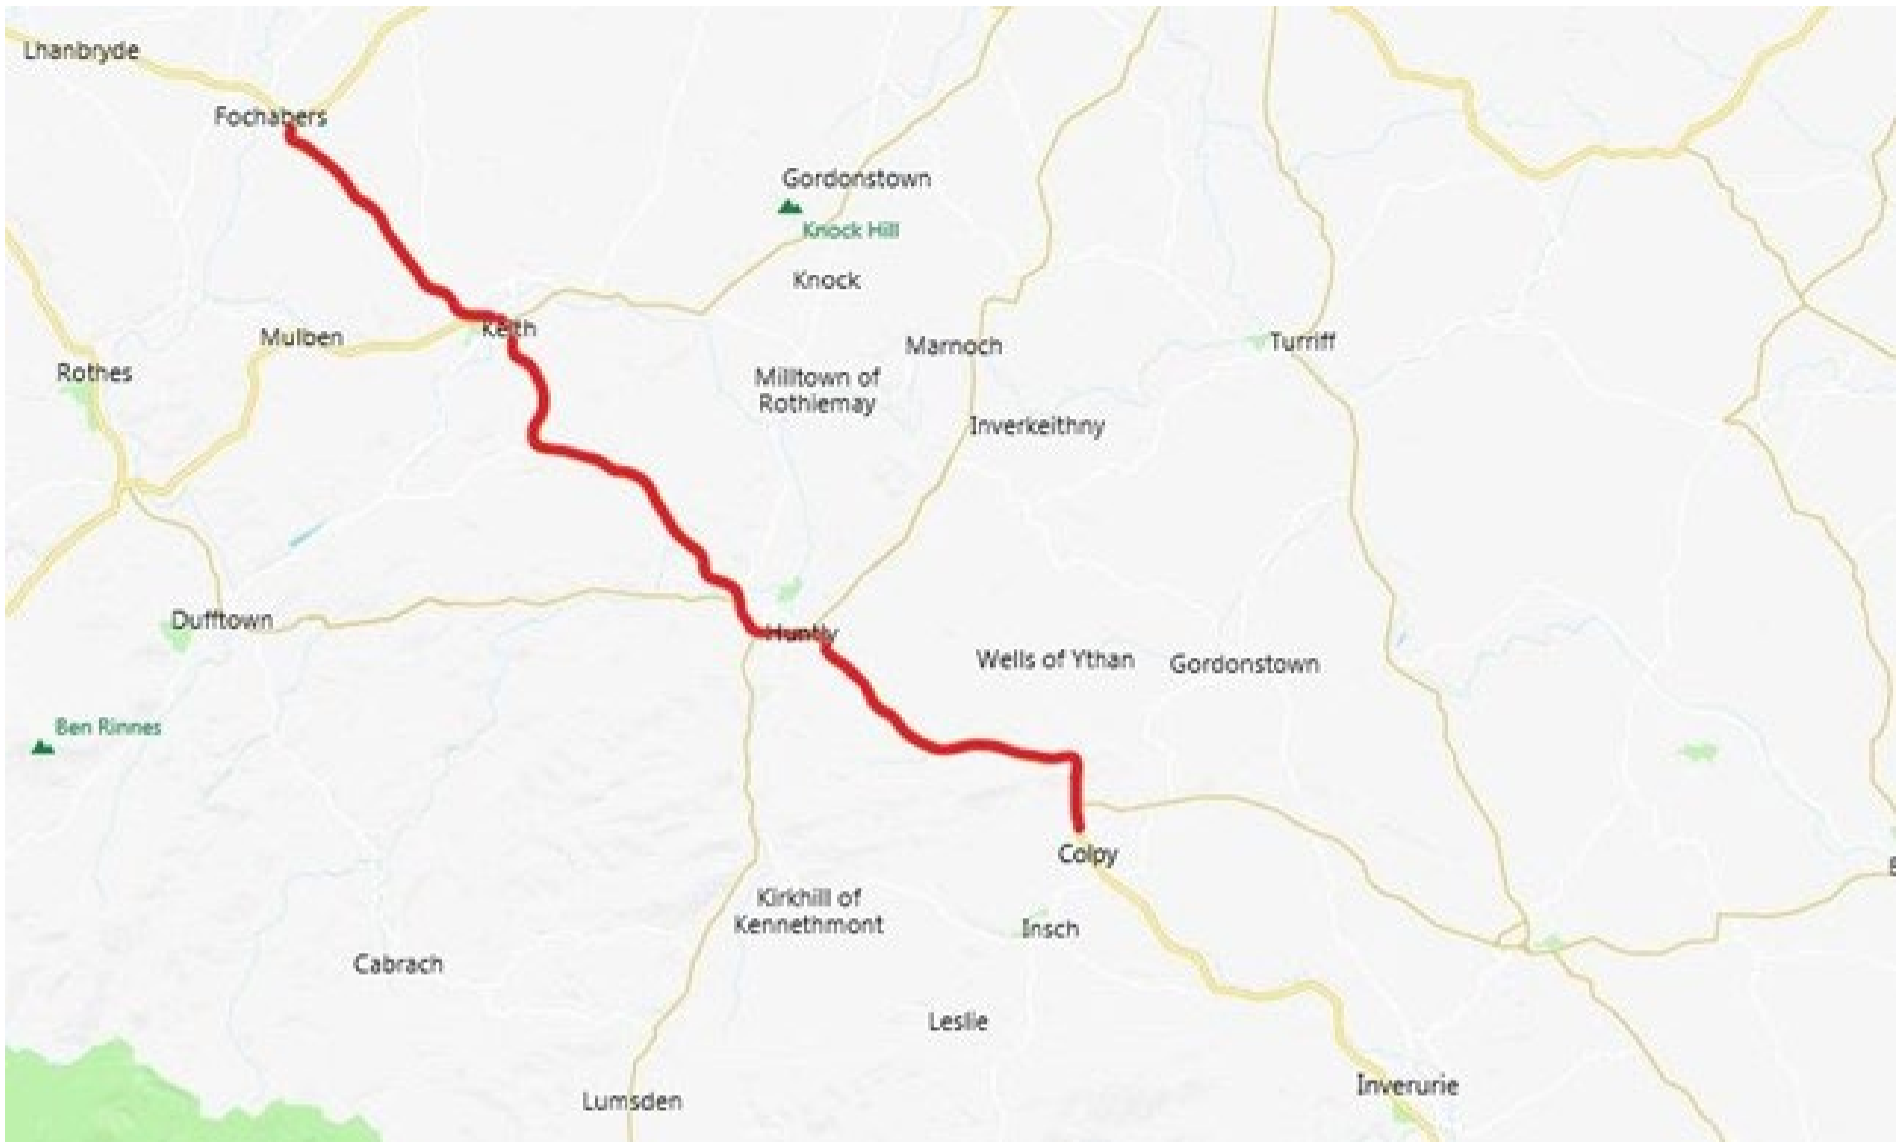 Lhanbryde
Fochabers
Gordonstown
Knock Hill
Knock
Keith
Mulben
Turriff
Marnoch
Rothes
Milltown of
Rothiemay
Inverkeithny
Dufftown
Huntly
Wells of Ythan
Gordonstown
Ben Rinnes
Colpy
Kirkhill of
Kennethmont
Insch
Cabrach
Leslie
Inverurie
Lumsden